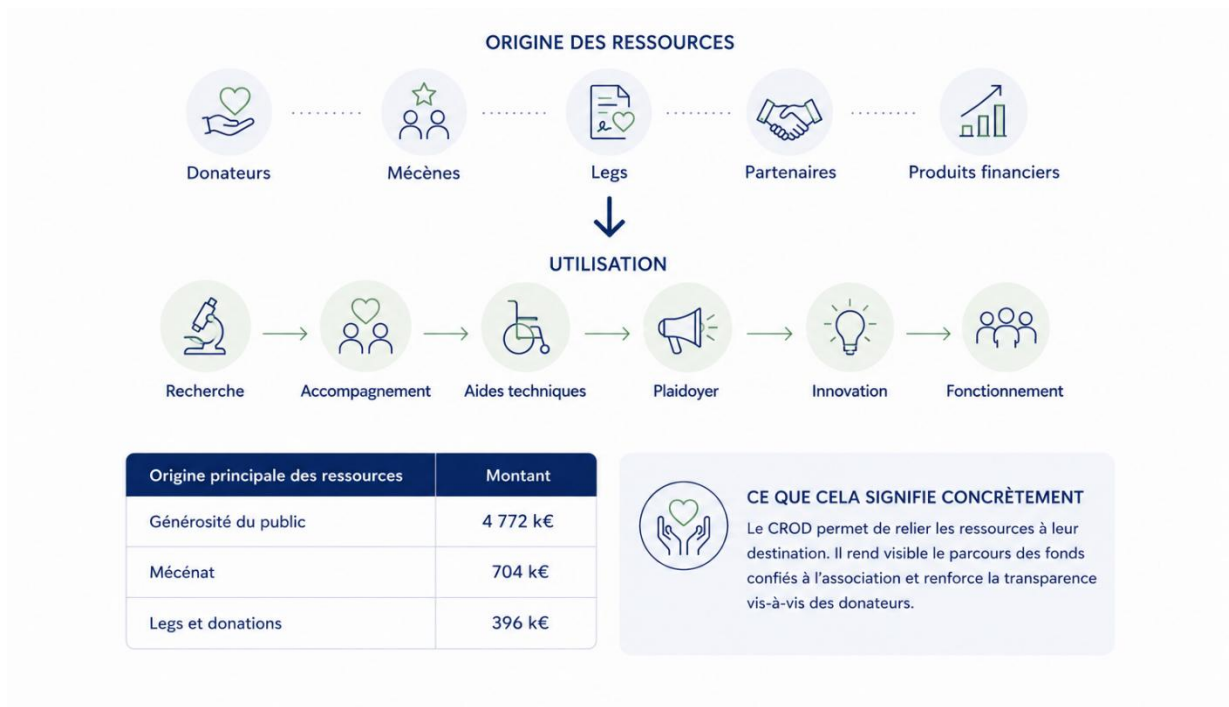 ORIGINE DES RESSOURCES
Donateurs
Mécènes
Legs
Partenaires
Produits financiers
UTILISATION
Recherche
Accompagnement
Aides techniques
Plaidoyer
Innovation
Fonctionnement
Origine principale des ressources
Montant
Générosité du public
4 772 k€
Mécénat
704 k€
Legs et donations
396 k€
CE QUE CELA SIGNIFIE CONCRÈTEMENT
Le CROD permet de relier les ressources à leur
destination. Il rend visible le parcours des fonds
confiés à l'association et renforce la transparence
vis-à-vis des donateurs.